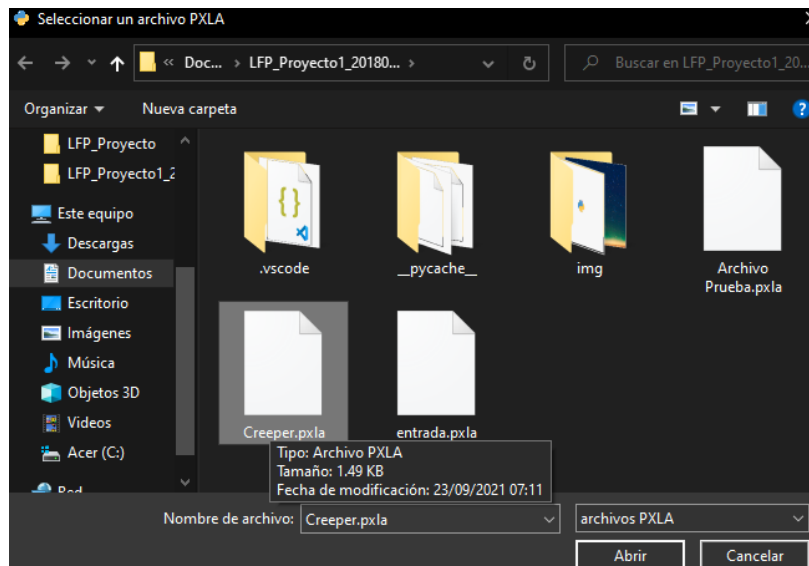 Seleccionar un archivo PXLA
« Doc... › LFP_Proyecto1_20180... ›
Buscar en LFP_Proyecto1_20...
Organizar
Nueva carpeta
LFP_Proyecto
LFP_Proyecto1_2
Este equipo
Descargas
Documentos
Escritorio
Imágenes
Música
Objetos 3D
Videos
Acer (C:)
Red
.vscode
__pycache__
img
Archivo
Prueba.pxla
Creeper.pxla
entrada.pxla
Tipo: Archivo PXLA
Tamaño: 1.49 KB
Fecha de modificación: 23/09/2021 07:11
Nombre de archivo: Creeper.pxla
archivos PXLA
Abrir
Cancelar